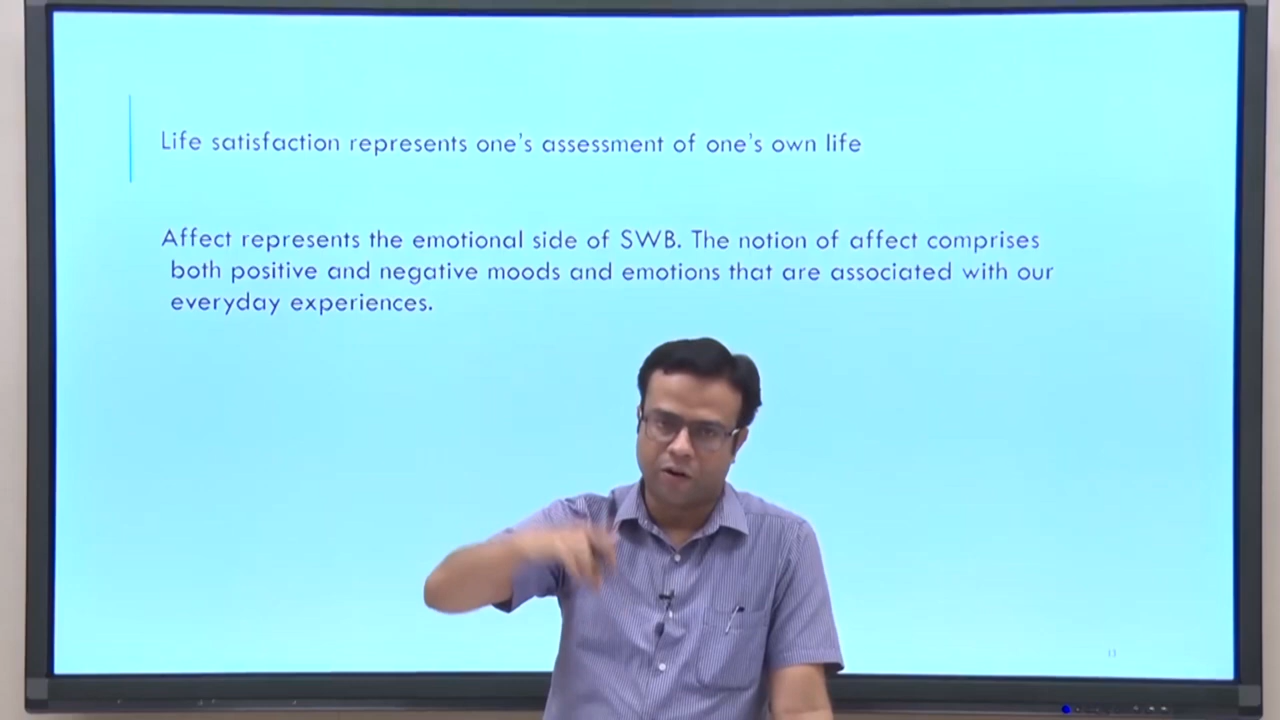 Life satisfaction represents one's assessment of one's own life
Affect represents the emotional side of SWB. The notion of affect comprises
both positive and negative moods and emotions that are associated with our
everyday experiences.
13